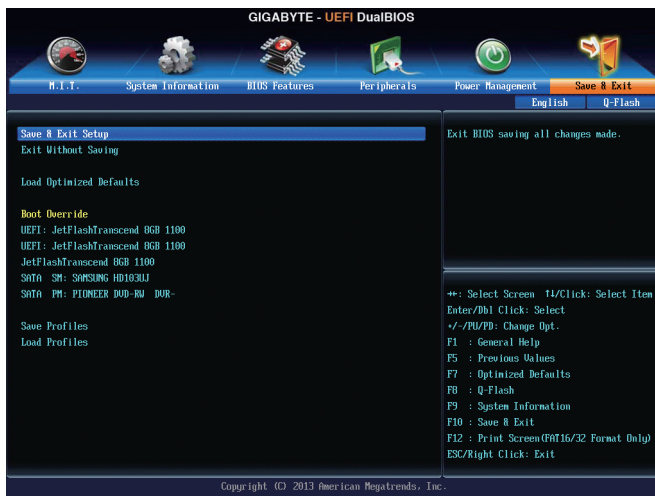 GIGABYTE - UEFI DualBIOS
M.I.T.
System Information
BIOS Features
Peripherals
Power Management
Save & Exit
English
Q-Flash
Save & Exit Setup
Exit Without Saving
Load Optimized Defaults
Boot Override
UEFI: JetFlashTranscend 8GB 1100
UEFI: JetFlashTranscend 8GB 1100
JetFlashTranscend 8GB 1100
SATA SM: SAMSUNG HD103UJ
SATA PM: PIONEER DVD-RW DVR-
Save Profiles
Load Profiles
Exit BIOS saving all changes made.
→←: Select Screen ↑↓/Click: Select Item
Enter/Dbl Click: Select
+/-/PU/PD: Change Opt.
F1 : General Help
F5 : Previous Values
F7 : Optimized Defaults
F8 : Q-Flash
F9 : System Information
F10 : Save & Exit
F12 : Print Screen(FAT16/32 Format Only)
ESC/Right Click: Exit
Copyright (C) 2013 American Megatrends, Inc.